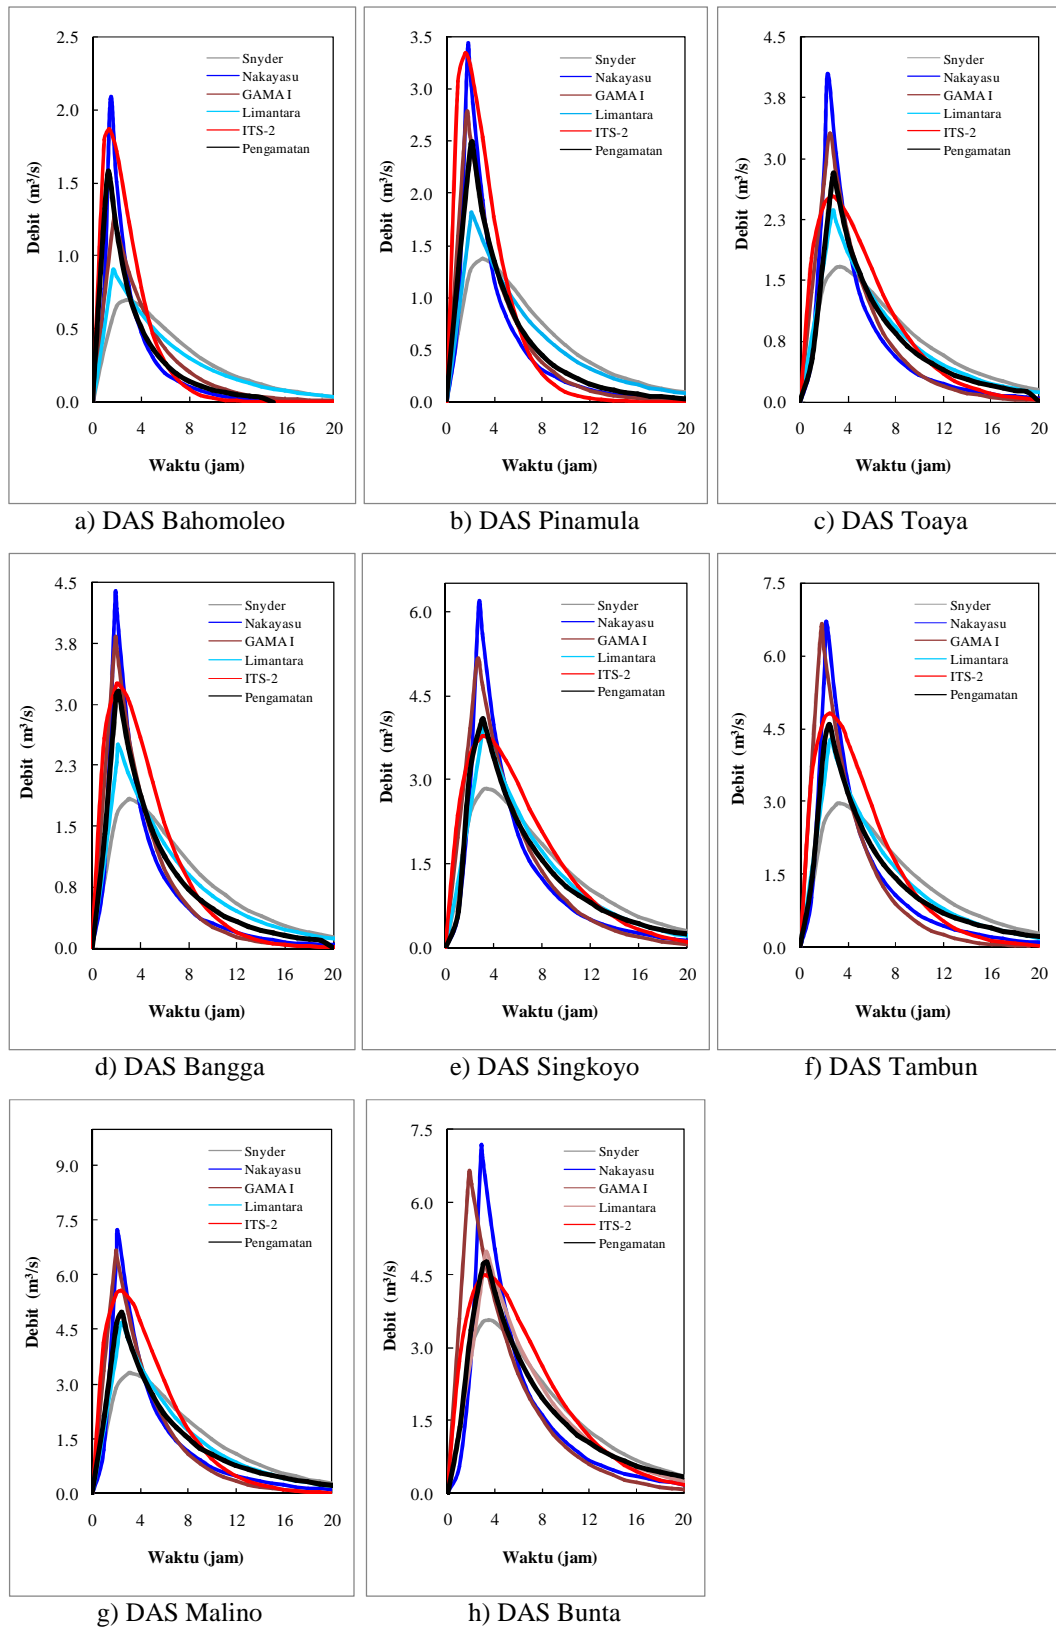 2.5
2.0
1.5
1.0
0.5
0.0
Debit (m³/s)
Snyder
Nakayasu
GAMA I
Limantara
ITS-2
Pengamatan
0 4 8 12 16 20
Waktu (jam)
a) DAS Bahomoleo
3.5
3.0
2.5
2.0
1.5
1.0
0.5
0.0
Debit (m³/s)
Snyder
Nakayasu
GAMA I
Limantara
ITS-2
Pengamatan
0 4 8 12 16 20
Waktu (jam)
b) DAS Pinamula
4.5
3.8
3.0
2.3
1.5
0.8
0.0
Debit (m³/s)
Snyder
Nakayasu
GAMA I
Limantara
ITS-2
Pengamatan
0 4 8 12 16 20
Waktu (jam)
c) DAS Toaya
4.5
3.8
3.0
2.3
1.5
0.8
0.0
Debit (m³/s)
Snyder
Nakayasu
GAMA I
Limantara
ITS-2
Pengamatan
0 4 8 12 16 20
Waktu (jam)
d) DAS Bangga
6.0
4.5
3.0
1.5
0.0
Debit (m³/s)
Snyder
Nakayasu
GAMA I
Limantara
ITS-2
Pengamatan
0 4 8 12 16 20
Waktu (jam)
e) DAS Singkoyo
7.5
6.0
4.5
3.0
1.5
0.0
Debit (m³/s)
Snyder
Nakayasu
GAMA I
Limantara
ITS-2
Pengamatan
0 4 8 12 16 20
Waktu (jam)
f) DAS Tambun
9.0
7.5
6.0
4.5
3.0
1.5
0.0
Debit (m³/s)
Snyder
Nakayasu
GAMA I
Limantara
ITS-2
Pengamatan
0 4 8 12 16 20
Waktu (jam)
g) DAS Malino
7.5
6.0
4.5
3.0
1.5
0.0
Debit (m³/s)
Snyder
Nakayasu
GAMA I
Limantara
ITS-2
Pengamatan
0 4 8 12 16 20
Waktu (jam)
h) DAS Bunta